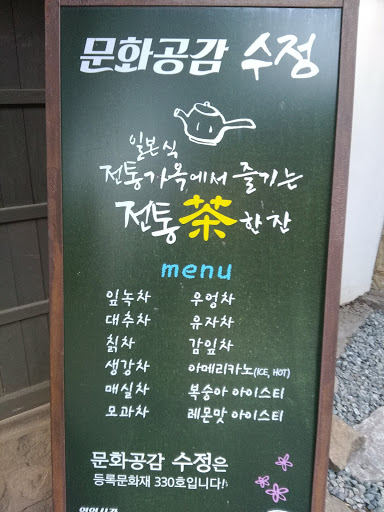 문화공감 수정
일본식
전통가옥에서 즐기는
전통茶한잔
menu
잎녹차 우엉차
대추차 유자차
칡차 감잎차
생강차 아메리카노(ICE, HOT)
매실차 복숭아 아이스티
모과차 레몬맛 아이스티
문화공감 수정은
등록문화재 330호입니다!